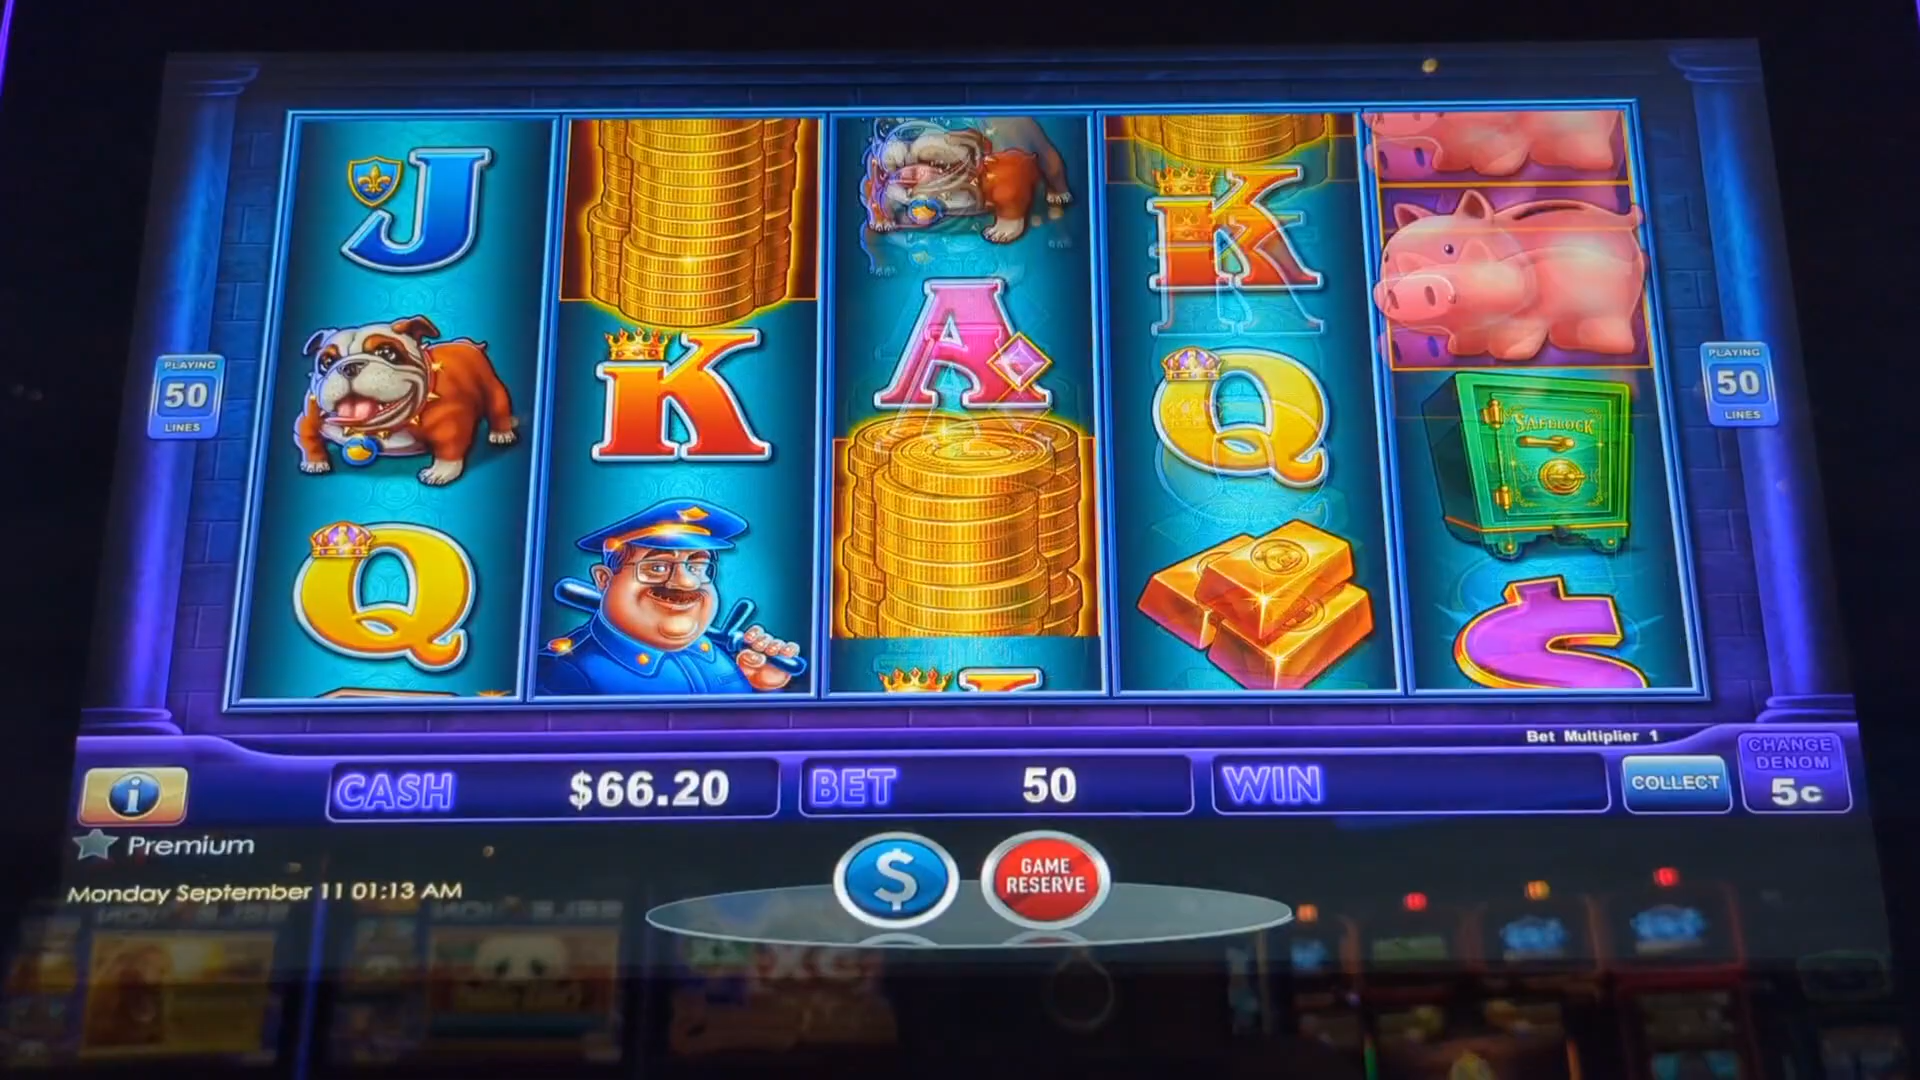 J
K
A
K
Q
SAFELOCK
K
Q
PLAYING
50
LINES
PLAYING
50
LINES
Bet Multiplier 1
CASH $66.20
BET 50
WIN
COLLECT
CHANGE
DENOM
5c
Premium
GAME
RESERVE
$
Monday September 11 01:13 AM